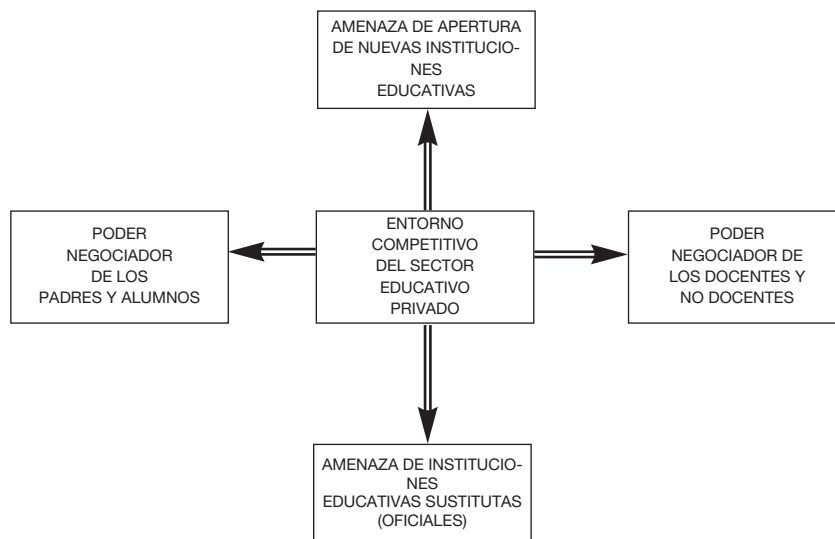 AMENAZA DE APERTURA
DE NUEVAS INSTITUCIO-
NES
EDUCATIVAS
PODER
NEGOCIADOR
DE LOS
PADRES Y ALUMNOS
ENTORNO
COMPETITIVO
DEL SECTOR
EDUCATIVO
PRIVADO
PODER
NEGOCIADOR DE
LOS DOCENTES Y
NO DOCENTES
AMENAZA DE INSTITUCIO-
NES
EDUCATIVAS SUSTITUTAS
(OFICIALES)